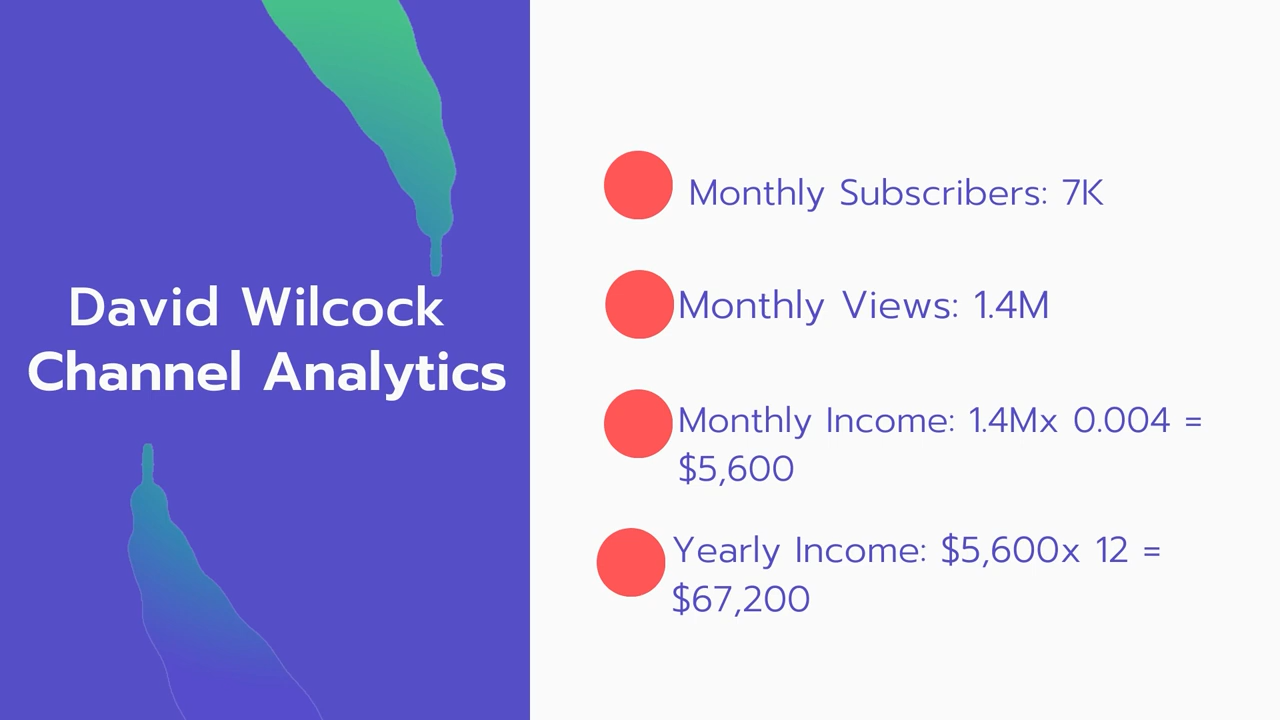 David Wilcock
Channel Analytics
Monthly Subscribers: 7K
Monthly Views: 1.4M
Monthly Income: 1.4Mx 0.004 =
$5,600
Yearly Income: $5,600x 12 =
$67,200